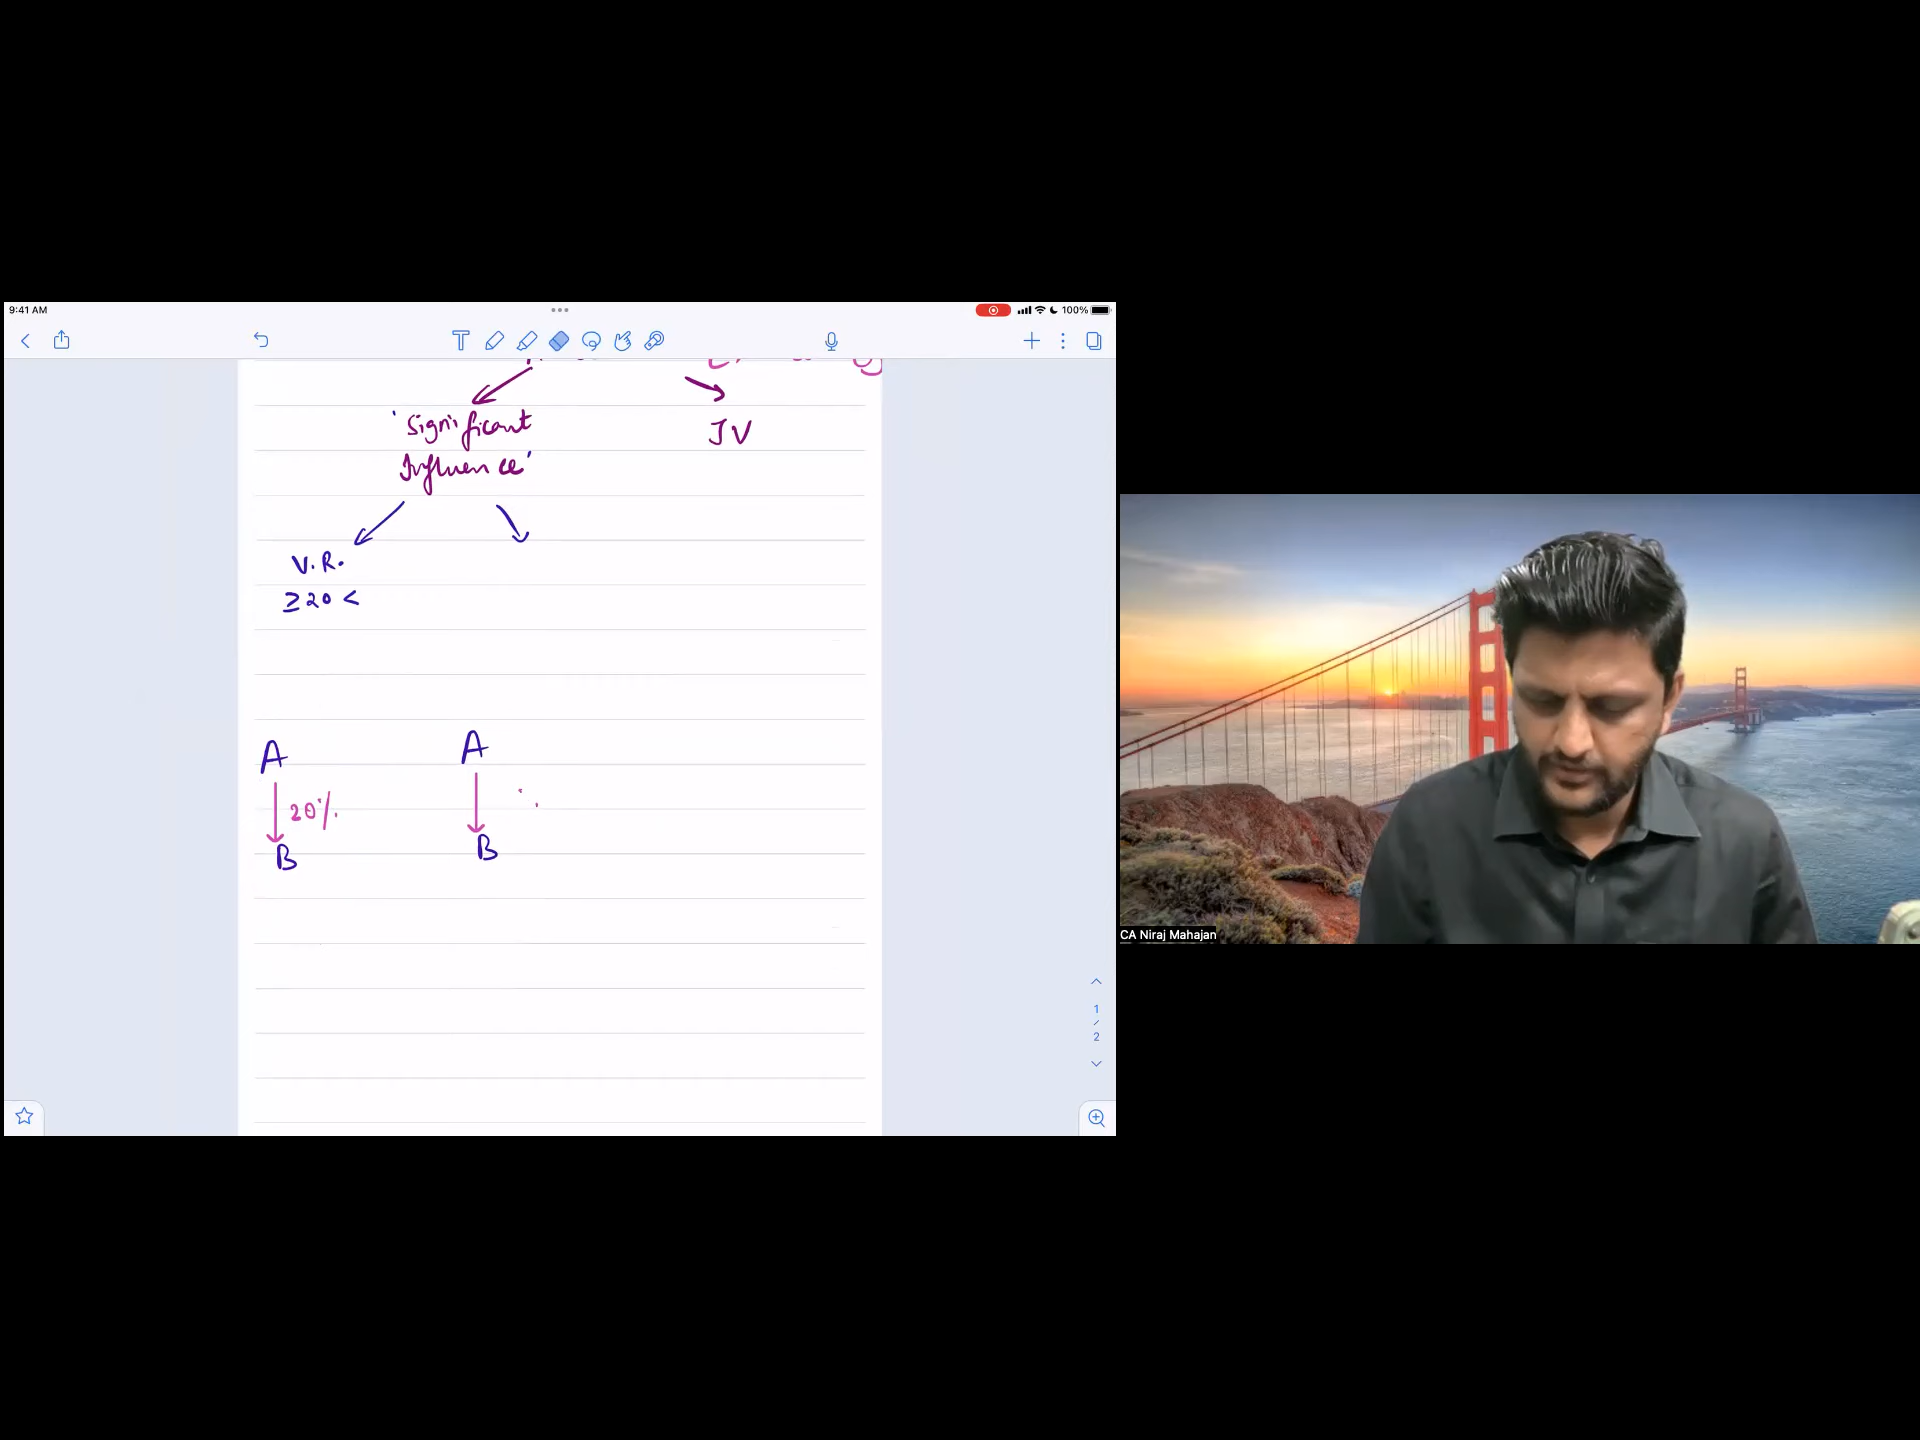 9:41 AM
100%
'Significant
Influence'
JV
V.R.
≥20 <
A
A
20%
B
B
CA Niraj Mahajan
1
/
2